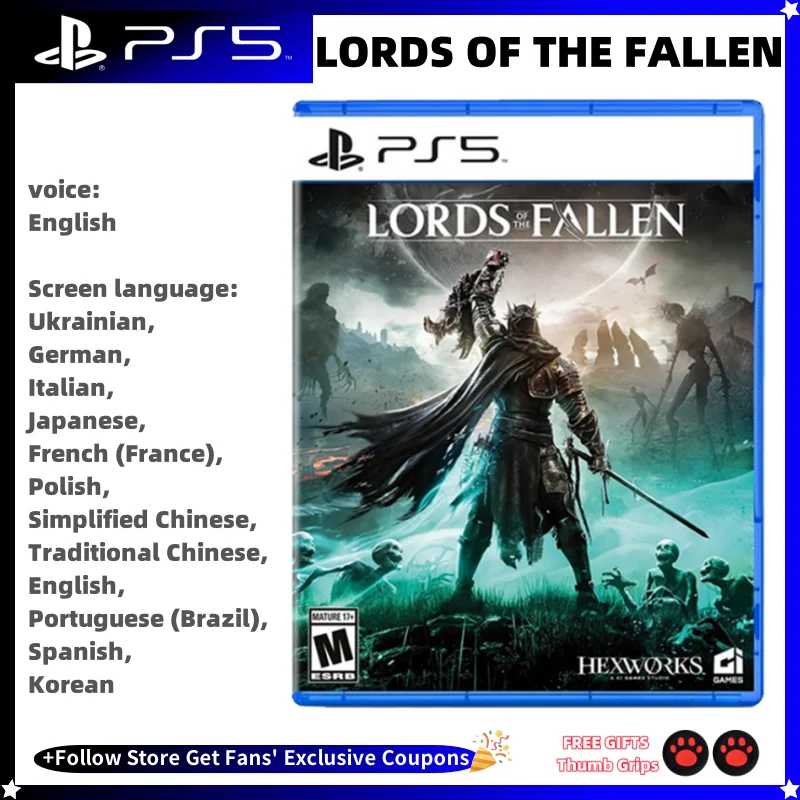 PS5
LORDS OF THE FALLEN
PS5
LORDS OF THE FALLEN
voice:
English
Screen language:
Ukrainian,
German,
Italian,
Japanese,
French (France),
Polish,
Simplified Chinese,
Traditional Chinese,
English,
Portuguese (Brazil),
Spanish,
Korean
MATURE 17+
M
ESRB
HEXWORKS
A CI GAMES STUDIO
CI
GAMES
+Follow Store Get Fans' Exclusive Coupons
FREE GIFTS
Thumb Grips